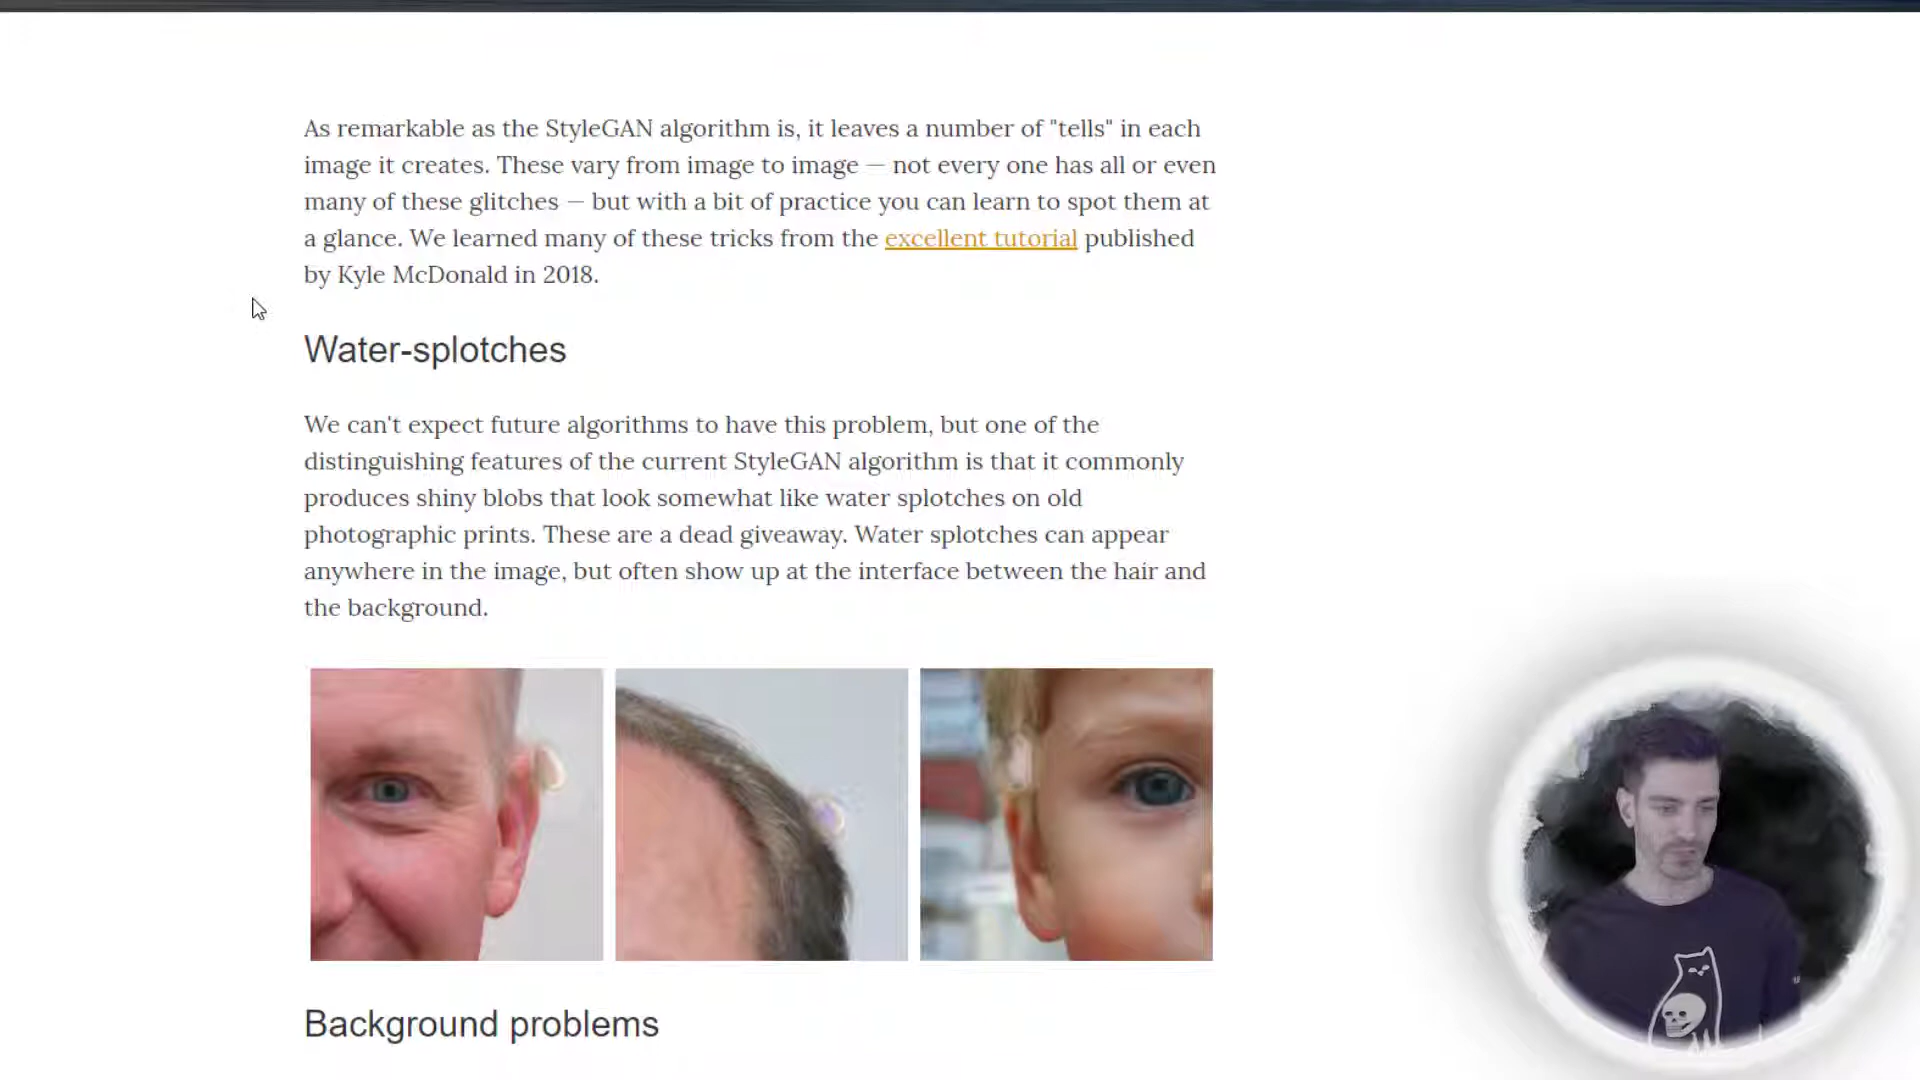 As remarkable as the StyleGAN algorithm is, it leaves a number of "tells" in each
image it creates. These vary from image to image — not every one has all or even
many of these glitches — but with a bit of practice you can learn to spot them at
a glance. We learned many of these tricks from the excellent tutorial published
by Kyle McDonald in 2018.
Water-splotches
We can't expect future algorithms to have this problem, but one of the
distinguishing features of the current StyleGAN algorithm is that it commonly
produces shiny blobs that look somewhat like water splotches on old
photographic prints. These are a dead giveaway. Water splotches can appear
anywhere in the image, but often show up at the interface between the hair and
the background.
Background problems